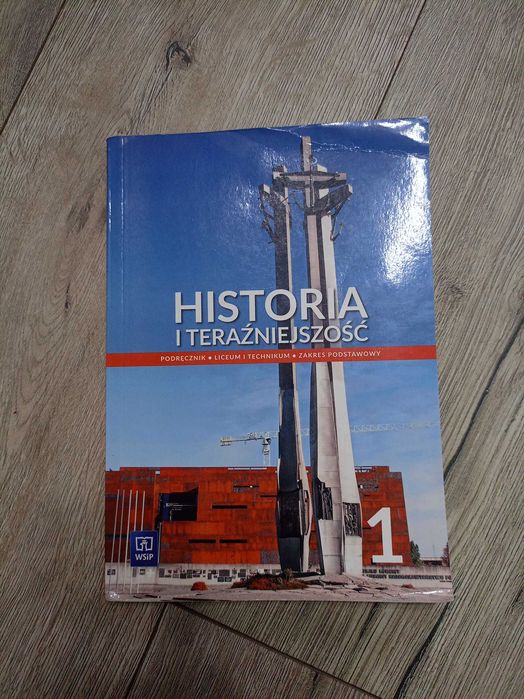 HISTORIA
I TERAŹNIEJSZOŚĆ
PODRĘCZNIK • LICEUM I TECHNIKUM • ZAKRES PODSTAWOWY
1
WSiP